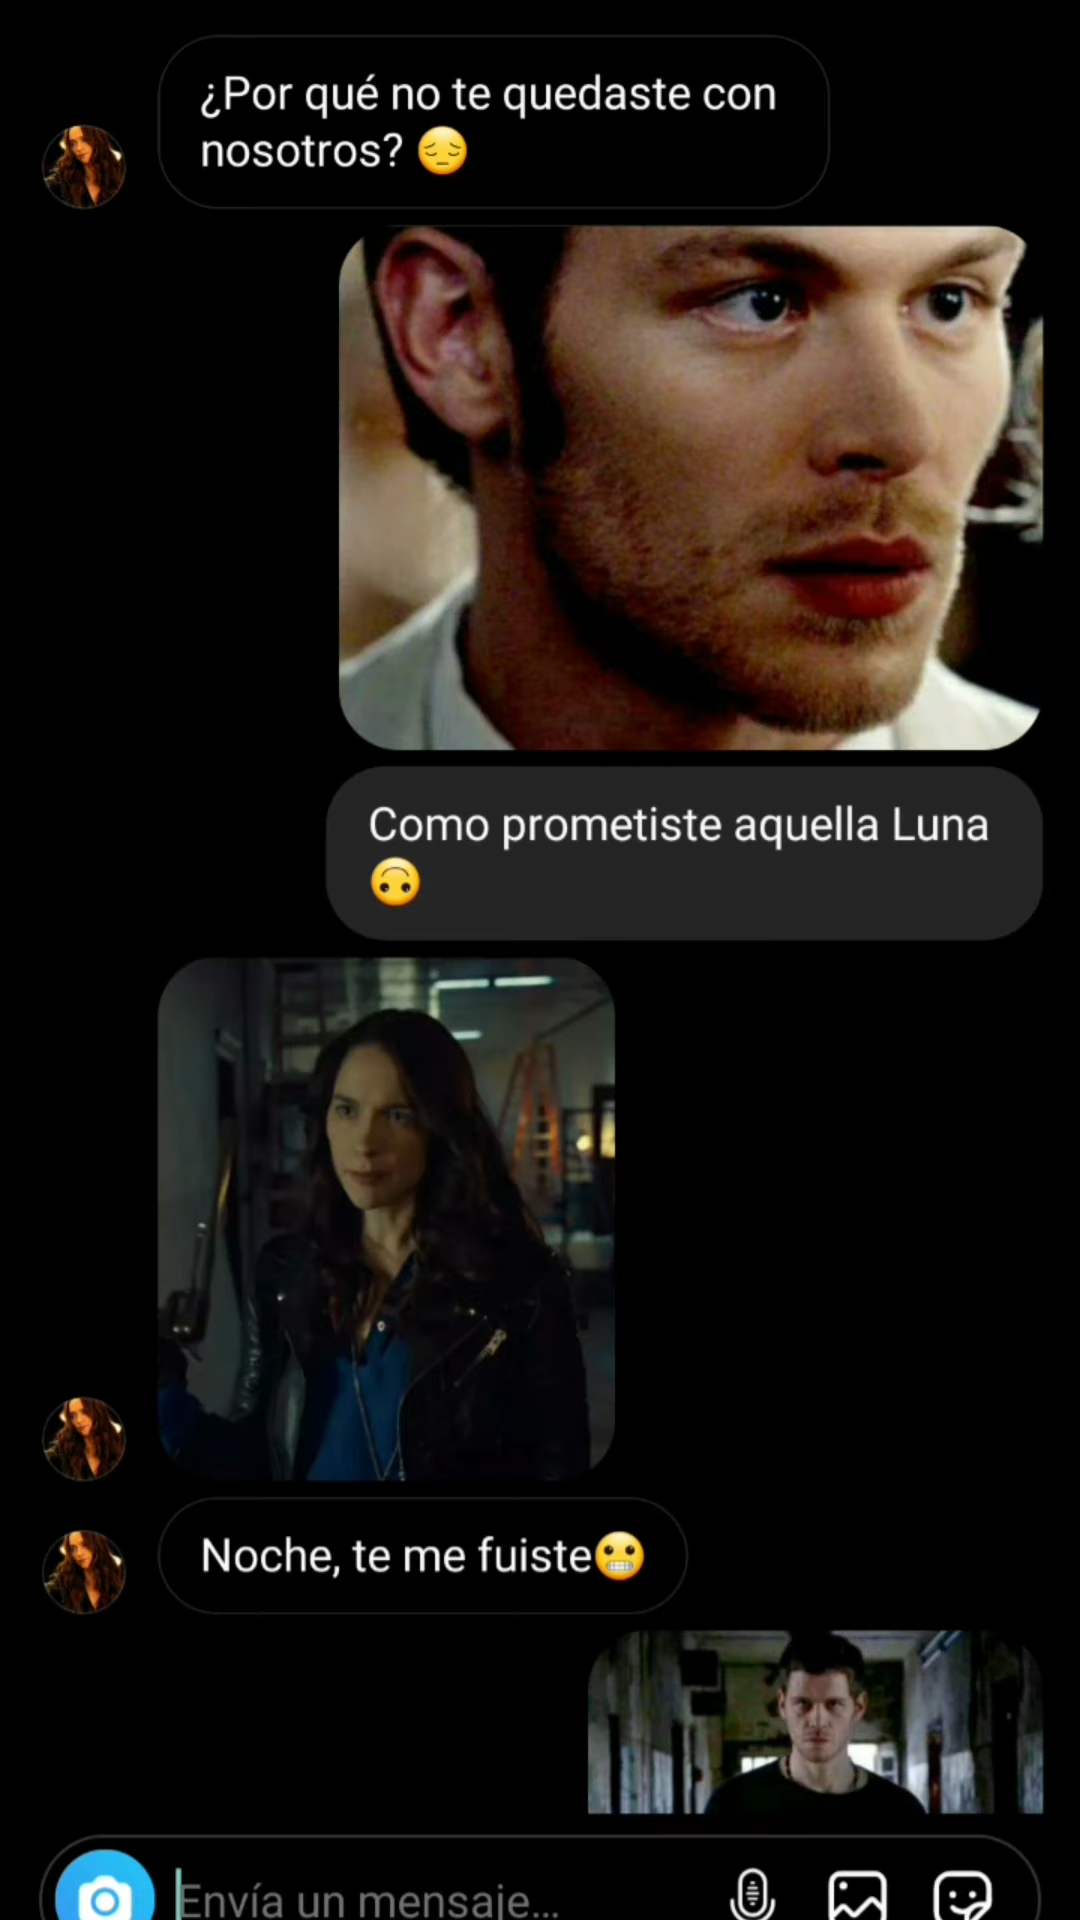 ¿Por qué no te quedaste con
nosotros? 😔
Como prometiste aquella Luna
🙃
Noche, te me fuiste😬
Envía un mensaje...